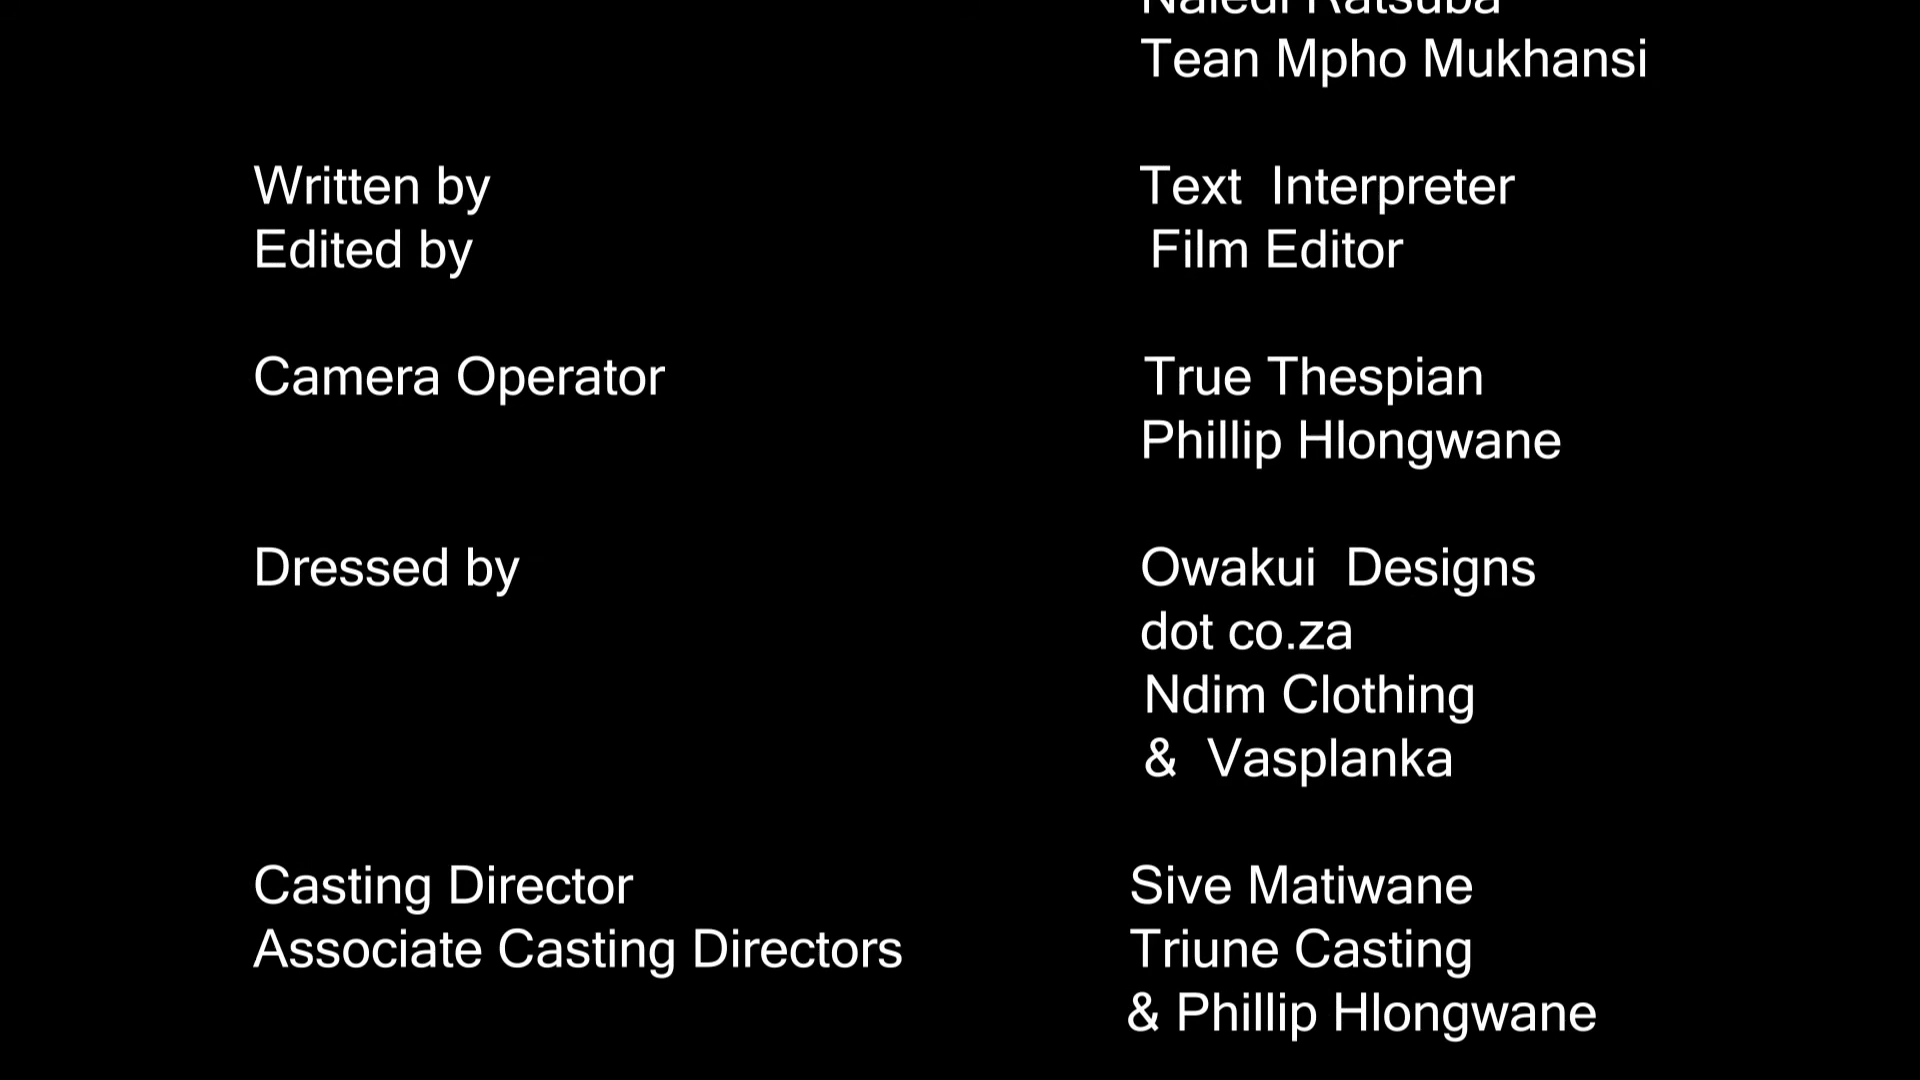 Naledi Ratsuba
Tean Mpho Mukhansi
Written by Text Interpreter
Edited by Film Editor
Camera Operator True Thespian
Phillip Hlongwane
Dressed by Owakui Designs
dot co.za
Ndim Clothing
& Vasplanka
Casting Director Sive Matiwane
Associate Casting Directors Triune Casting
& Phillip Hlongwane